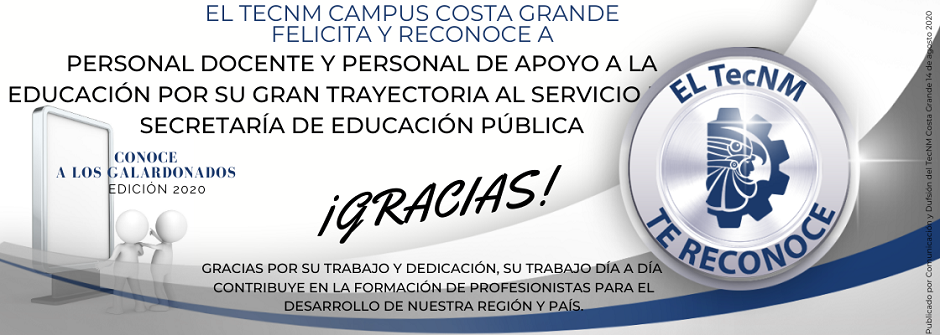 EL TECNM CAMPUS COSTA GRANDE
FELICITA Y RECONOCE A
PERSONAL DOCENTE Y PERSONAL DE APOYO A LA
EDUCACIÓN POR SU GRAN TRAYECTORIA AL SERVICIO
SECRETARÍA DE EDUCACIÓN PÚBLICA
CONOCE
A LOS GALARDONADOS
EDICIÓN 2020
¡GRACIAS!
GRACIAS POR SU TRABAJO Y DEDICACIÓN, SU TRABAJO DÍA A DÍA
CONTRIBUYE EN LA FORMACIÓN DE PROFESIONISTAS PARA EL
DESARROLLO DE NUESTRA REGIÓN Y PAÍS.
EL TecNM
TE RECONOCE
Publicado por Comunicación y Difusión del TecNM Costa Grande 14 de agosto 2020